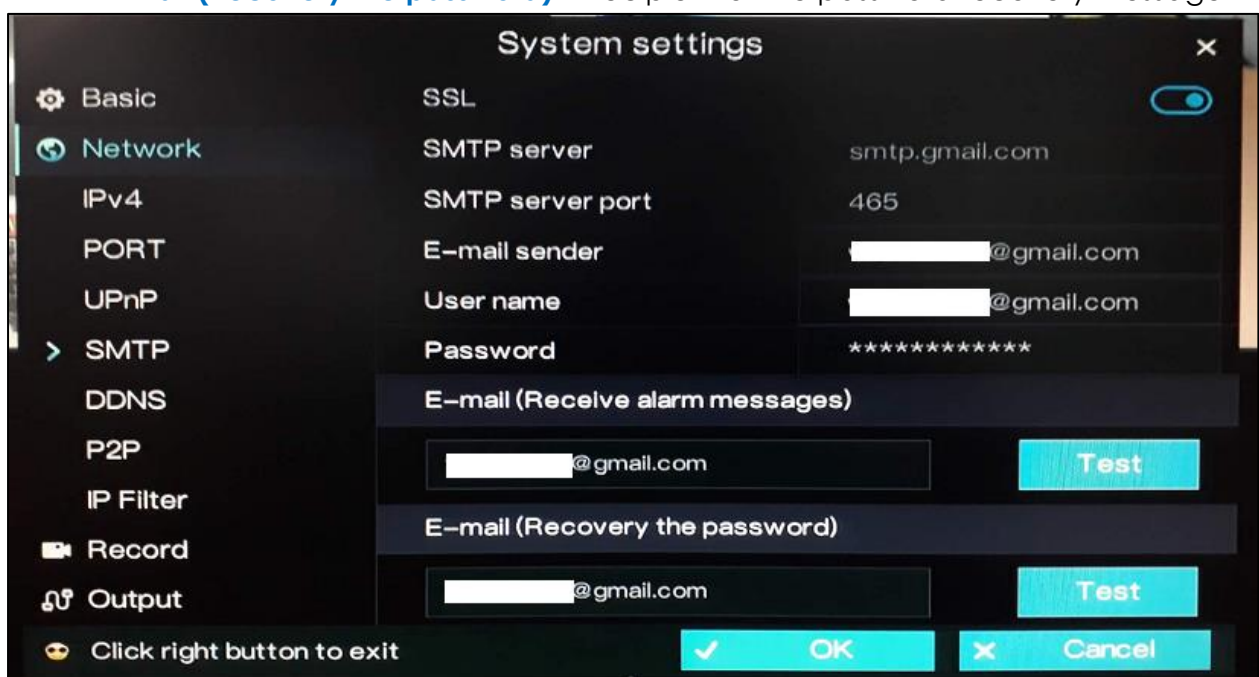 System settings
Basic
SSL
Network
SMTP server smtp.gmail.com
IPv4
SMTP server port 465
PORT
E-mail sender @gmail.com
UPnP
User name @gmail.com
SMTP
Password ************
DDNS
E-mail (Receive alarm messages)
P2P
@gmail.com Test
IP Filter
E-mail (Recovery the password)
Record
Output
@gmail.com Test
Click right button to exit
OK
Cancel